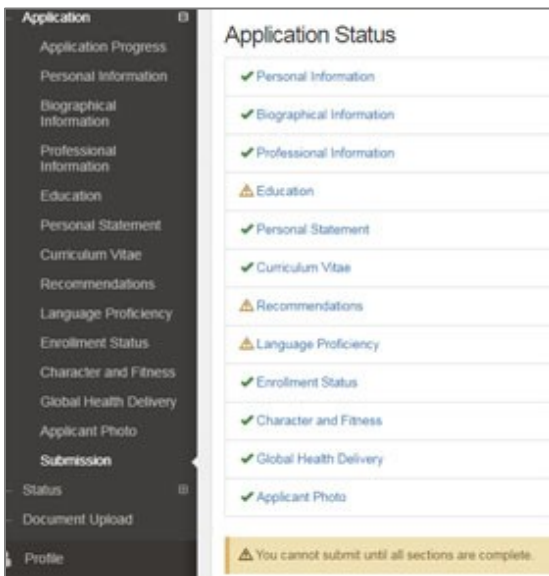 Application
Application Progress
Personal Information
Biographical
Information
Professional
Information
Education
Personal Statement
Curriculum Vitae
Recommendations
Language Proficiency
Enrollment Status
Character and Fitness
Global Health Delivery
Applicant Photo
Submission
Status
Document Upload
Profile
Application Status
Personal Information
Biographical Information
Professional Information
Education
Personal Statement
Curriculum Vitae
Recommendations
Language Proficiency
Enrollment Status
Character and Fitness
Global Health Delivery
Applicant Photo
You cannot submit until all sections are complete.